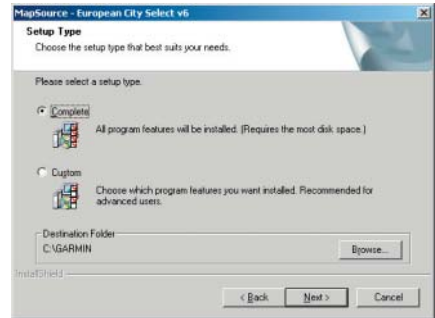 MapSource - European City Select v6
Setup Type
Choose the setup type that best suits your needs.
Please select a setup type.
Complete
All program features will be installed. (Requires the most disk space.)
Custom
Choose which program features you want installed. Recommended for
advanced users.
Destination Folder
C:\GARMIN
Browse...
InstallShield
< Back
Next >
Cancel